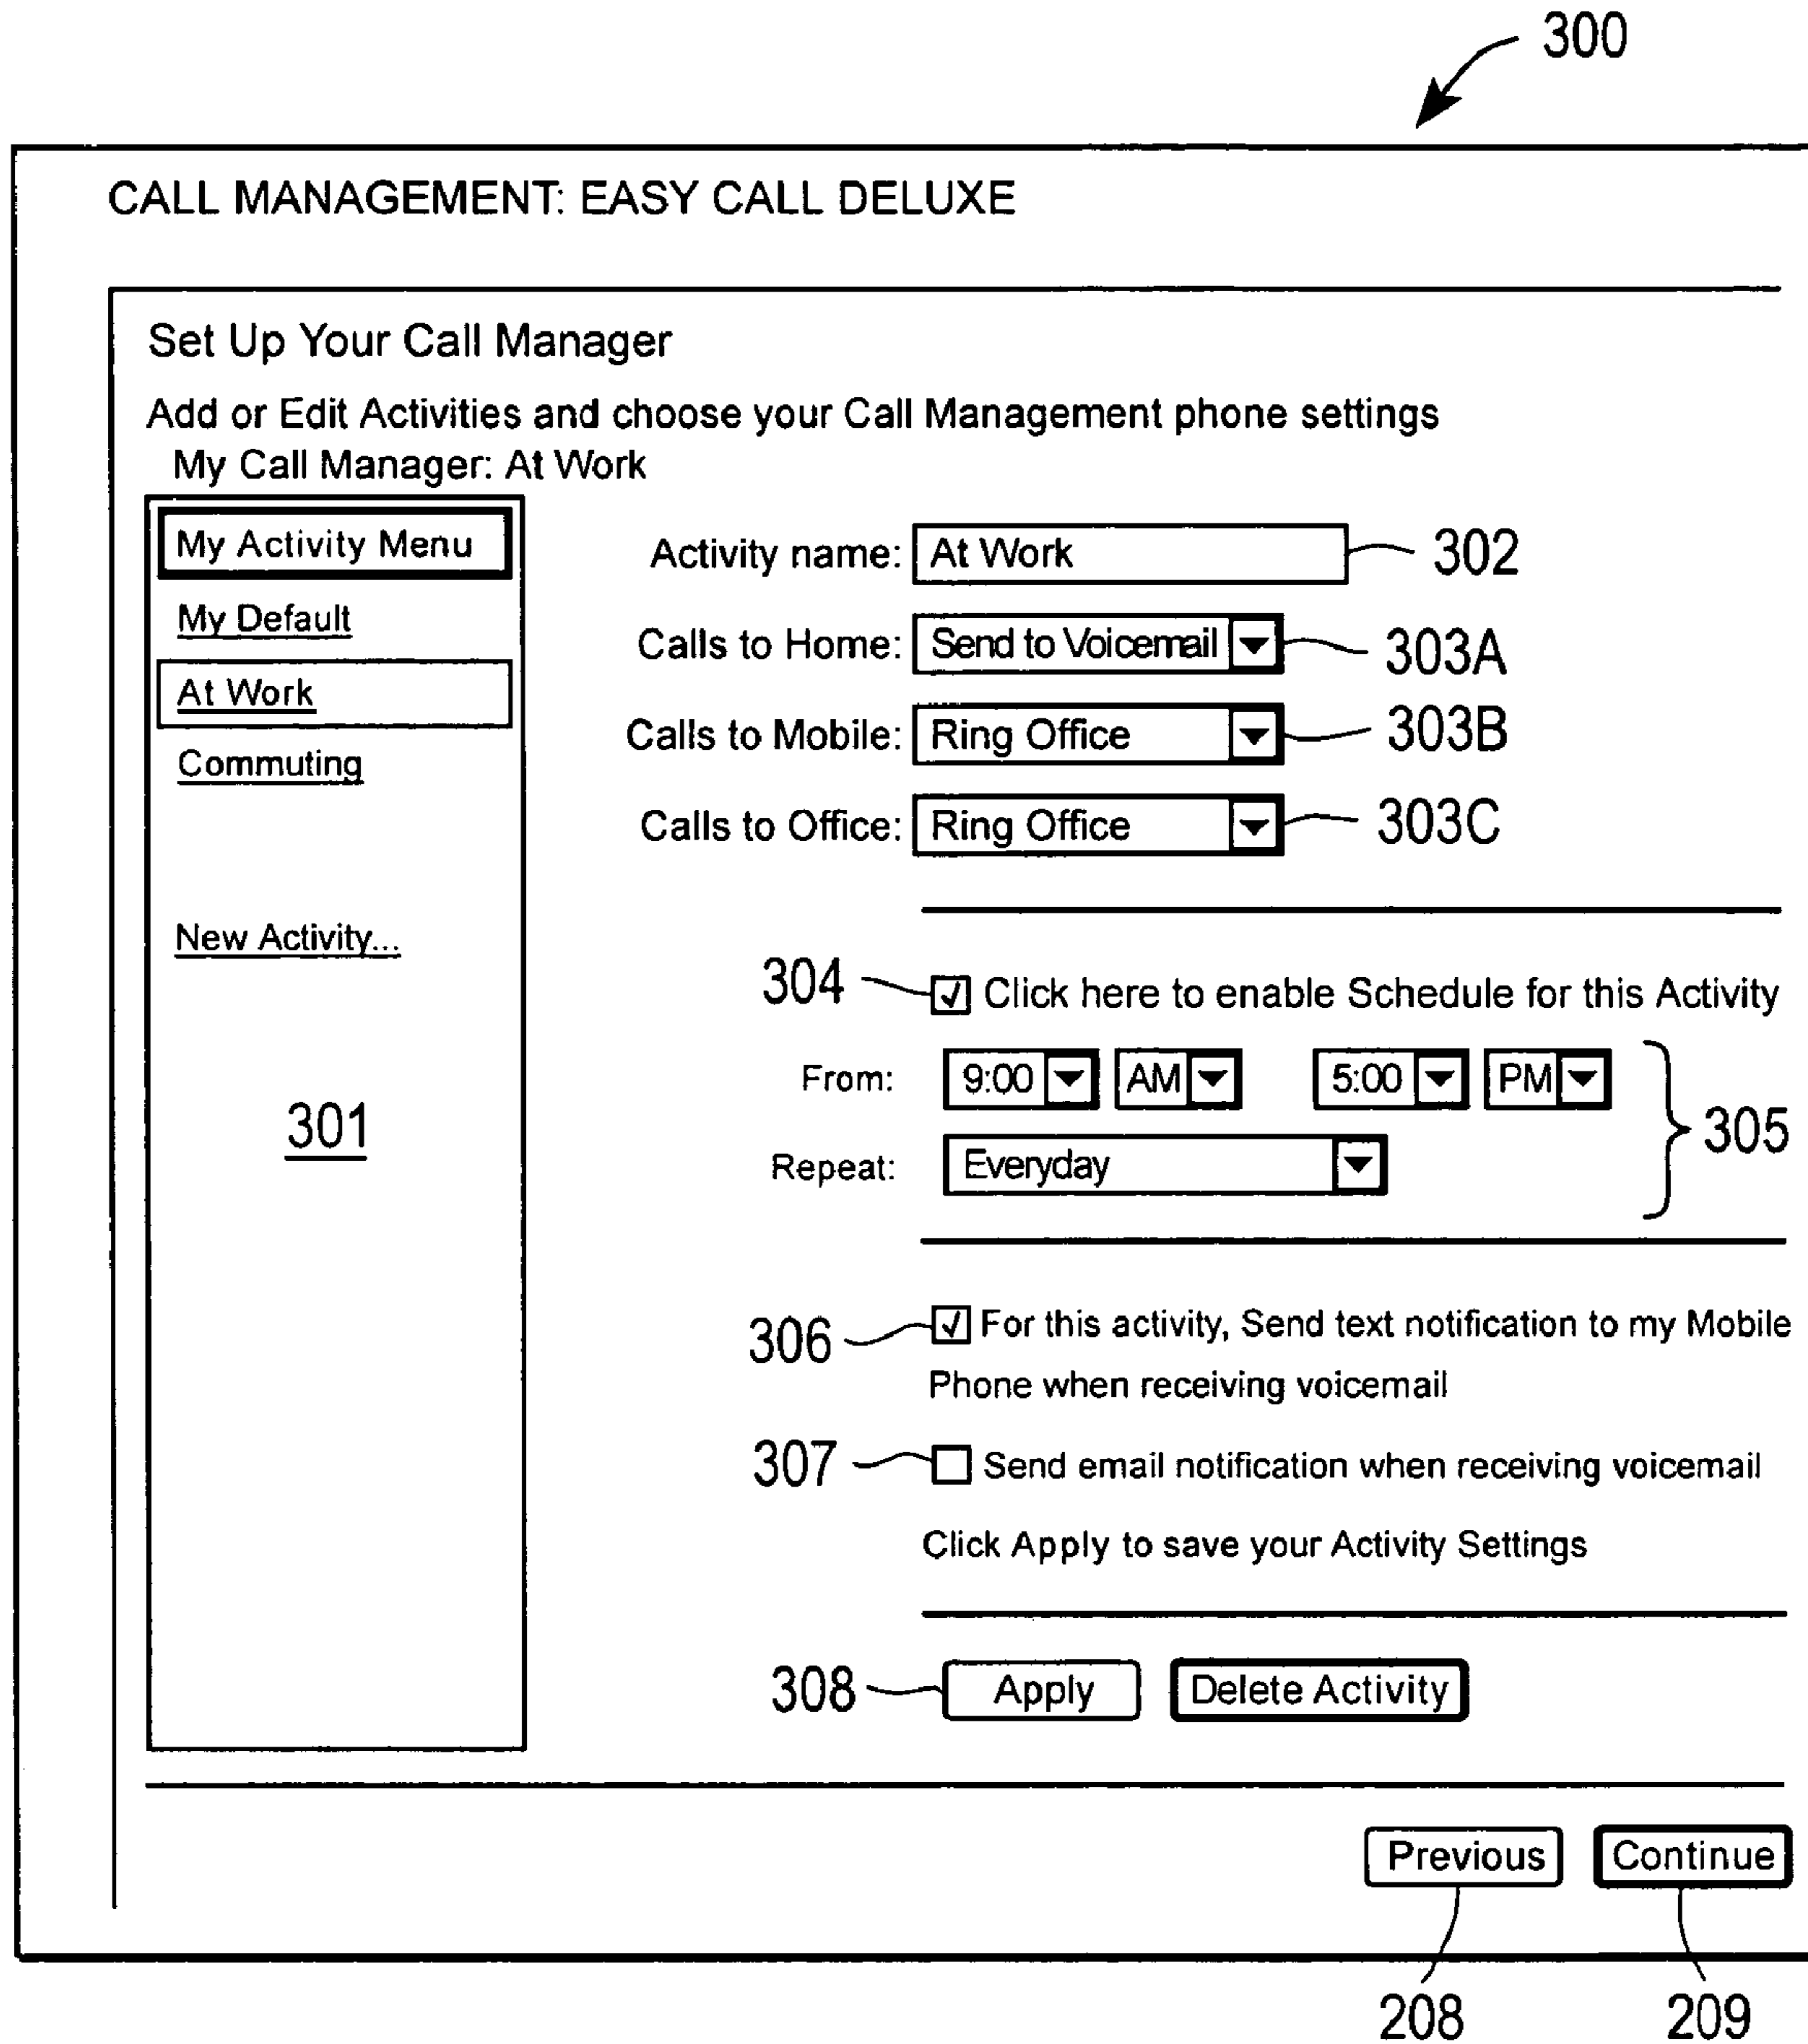 300
CALL MANAGEMENT: EASY CALL DELUXE
Set Up Your Call Manager
Add or Edit Activities and choose your Call Management phone settings
My Call Manager: At Work
My Activity Menu
My Default
At Work
Commuting
New Activity...
301
Activity name: At Work 302
Calls to Home: Send to Voicemail 303A
Calls to Mobile: Ring Office 303B
Calls to Office: Ring Office 303C
304 Click here to enable Schedule for this Activity
From: 9:00 AM 5:00 PM
305
Repeat: Everyday
306 For this activity, Send text notification to my Mobile
Phone when receiving voicemail
307 Send email notification when receiving voicemail
Click Apply to save your Activity Settings
308 Apply Delete Activity
Previous Continue
208 209